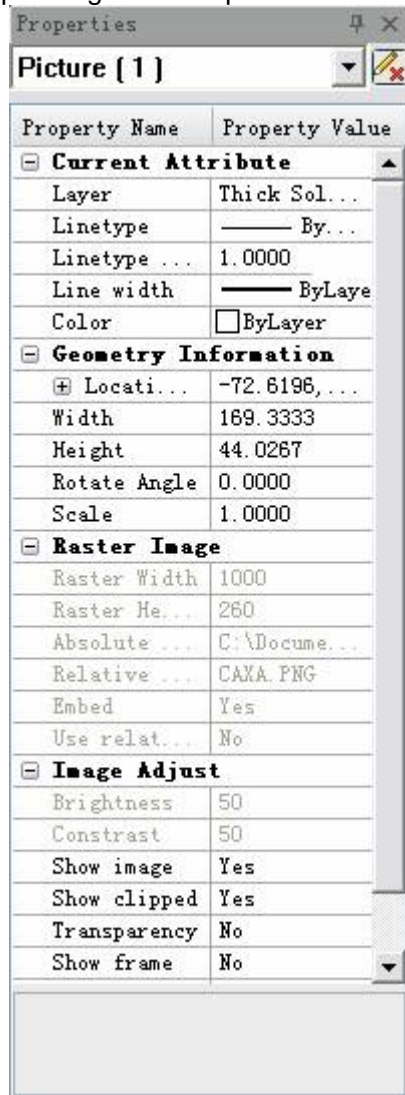 Properties
Picture ( 1 )
Property Name Property Value
Current Attribute
Layer Thick Sol...
Linetype By...
Linetype ... 1.0000
Line width ByLaye
Color ByLayer
Geometry Information
Locati... -72.6196,...
Width 169.3333
Height 44.0267
Rotate Angle 0.0000
Scale 1.0000
Raster Image
Raster Width 1000
Raster He... 260
Absolute ... C:\Docume...
Relative ... CAXA.PNG
Embed Yes
Use relat... No
Image Adjust
Brightness 50
Constrast 50
Show image Yes
Show clipped Yes
Transparency No
Show frame No